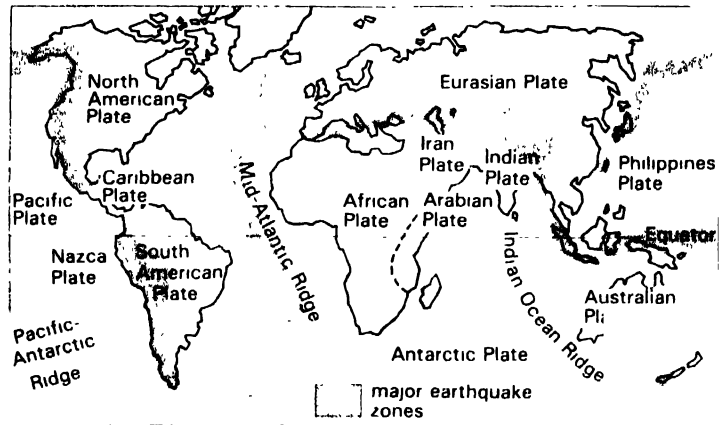 North
American
Plate
Eurasian Plate
Iran
Plate
Indian
Plate
Philippines
Plate
Caribbean
Plate
Pacific
Plate
Mid-Atlantic Ridge
African
Plate
Arabian
Plate
Equator
Nazca
Plate
South
American
Plate
Indian Ocean Ridge
Australian
Pacific-
Antarctic
Ridge
Antarctic Plate
major earthquake
zones